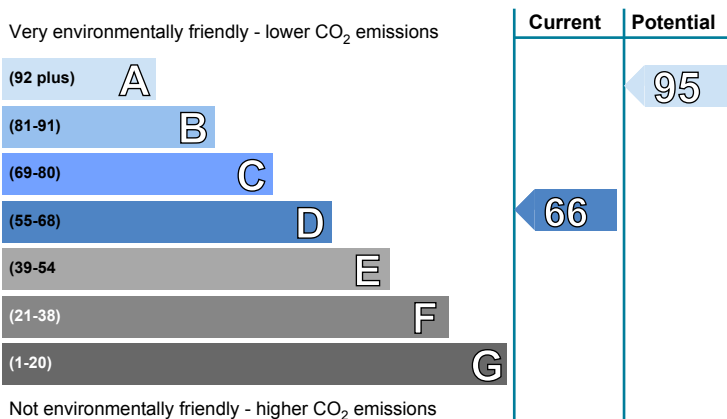 Very environmentally friendly - lower CO2 emissions
Current
Potential
(92 plus) A
95
(81-91) B
(69-80) C
(55-68) D
66
(39-54 E
(21-38) F
(1-20) G
Not environmentally friendly - higher CO2 emissions